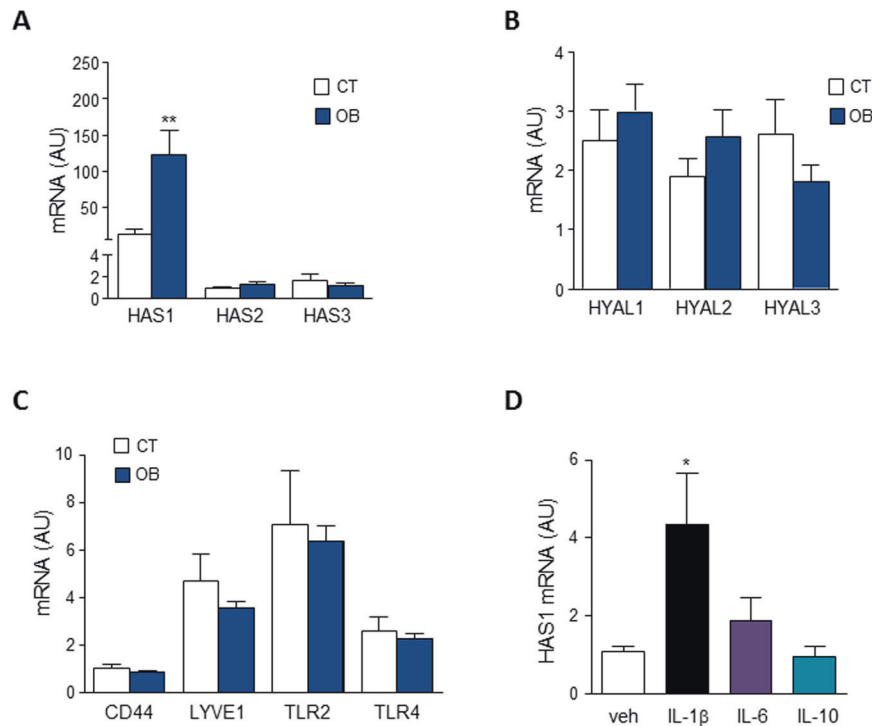 A
250
200
150
100
50
4
2
0
mRNA (AU)
**
CT
OB
HAS1 HAS2 HAS3
B
4
3
2
1
0
mRNA (AU)
CT
OB
HYAL1 HYAL2 HYAL3
C
10
8
6
4
2
0
mRNA (AU)
CT
OB
CD44 LYVE1 TLR2 TLR4
D
6
4
2
0
HAS1 mRNA (AU)
*
veh IL-1β IL-6 IL-10